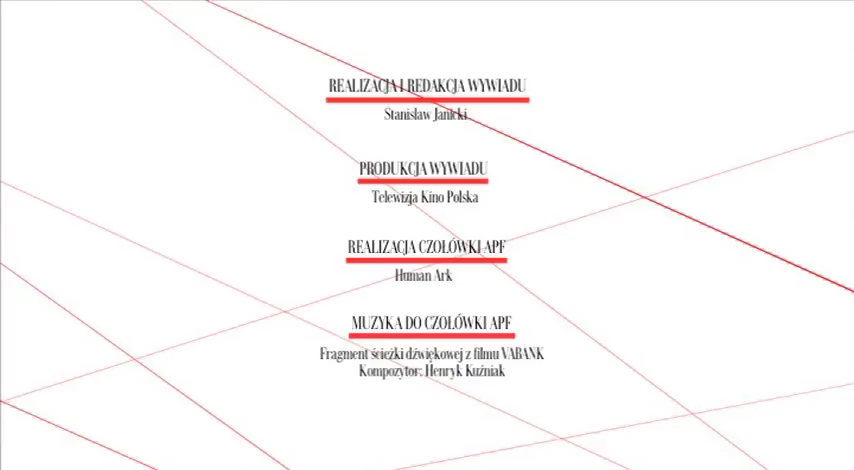 REALIZACJA I REDAKCJA WYWIADU
Stanisław Janicki
PRODUKCJA WYWIADU
Telewizja Kino Polska
REALIZACJA CZOŁÓWKI APF
Human Ark
MUZYKA DO CZOŁÓWKI APF
Fragment ścieżki dźwiękowej z filmu VABANK
Kompozytor: Henryk Kuźniak